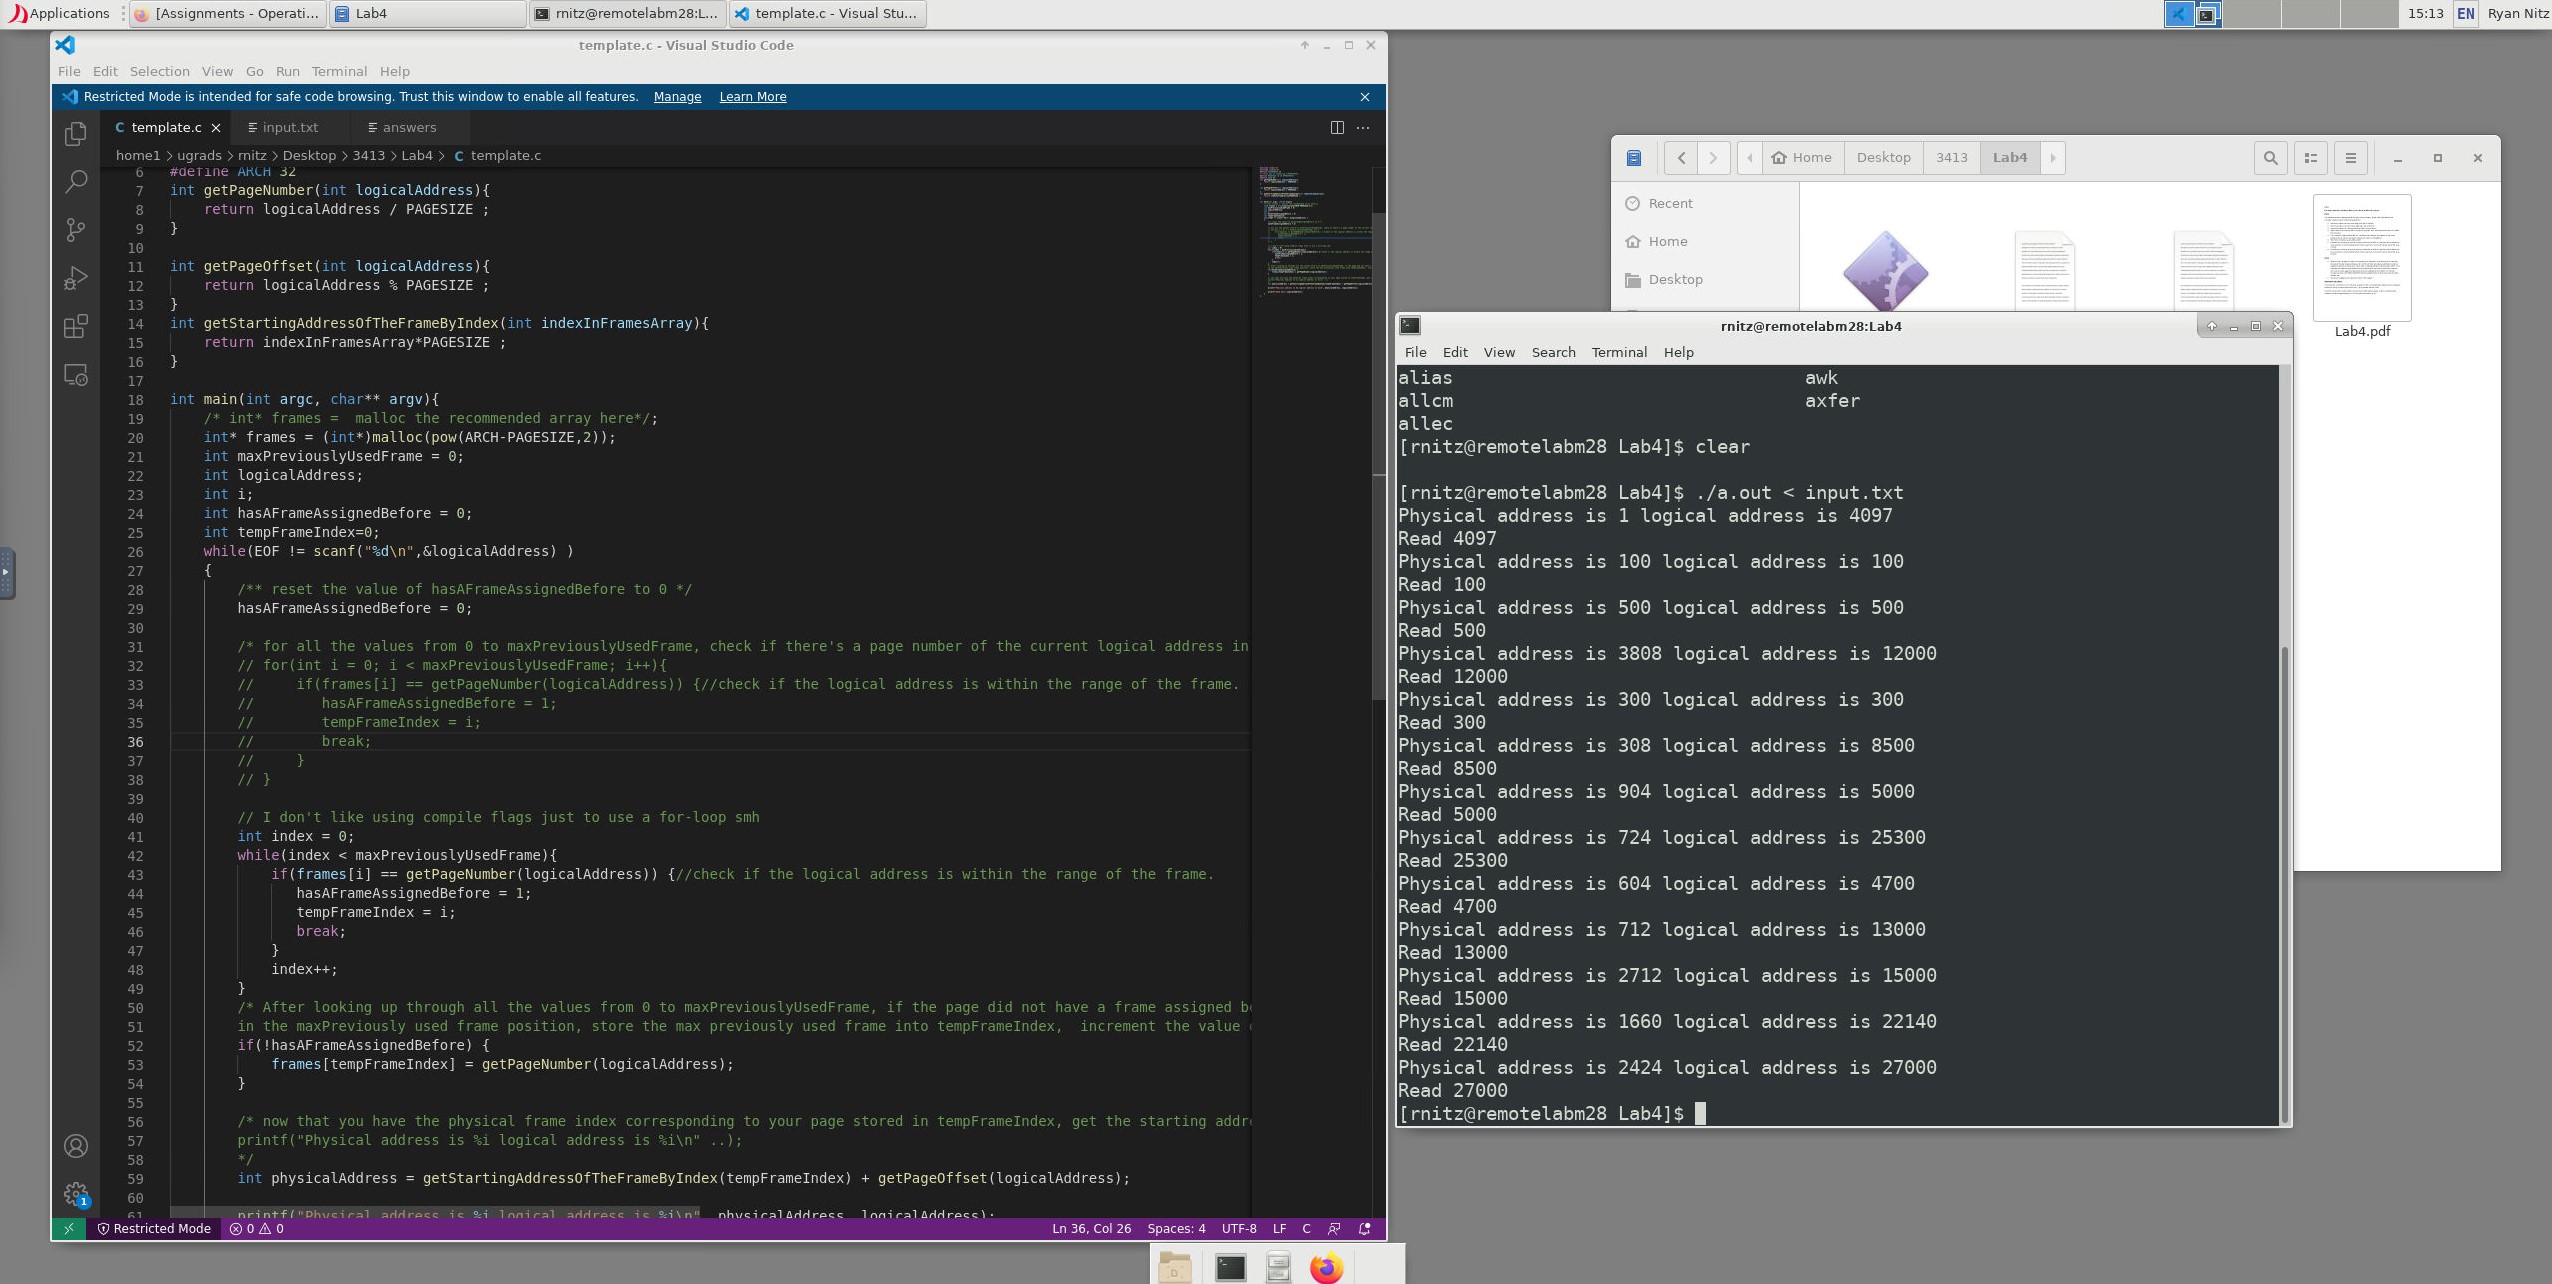 Applications
[Assignments - Operati...
Lab4
rnitz@remotelabm28:L...
template.c - Visual Stu...
15:13
EN
Ryan Nitz
template.c - Visual Studio Code
File Edit Selection View Go Run Terminal Help
Restricted Mode is intended for safe code browsing. Trust this window to enable all features. Manage Learn More
C template.c
input.txt
answers
home1 > ugrads > rnitz > Desktop > 3413 > Lab4 > C template.c
6 #define ARCH 32
7 int getPageNumber(int logicalAddress){
8 return logicalAddress / PAGESIZE ;
9 }
10
11 int getPageOffset(int logicalAddress){
12 return logicalAddress % PAGESIZE ;
13 }
14 int getStartingAddressOfTheFrameByIndex(int indexInFramesArray){
15 return indexInFramesArray*PAGESIZE ;
16 }
17
18 int main(int argc, char** argv){
19 /* int* frames =  malloc the recommended array here*/;
20 int* frames = (int*)malloc(pow(ARCH-PAGESIZE,2));
21 int maxPreviouslyUsedFrame = 0;
22 int logicalAddress;
23 int i;
24 int hasAFrameAssignedBefore = 0;
25 int tempFrameIndex=0;
26 while(EOF != scanf("%d\n",&logicalAddress) )
27 {
28 /** reset the value of hasAFrameAssignedBefore to 0 */
29 hasAFrameAssignedBefore = 0;
30
31 /* for all the values from 0 to maxPreviouslyUsedFrame, check if there's a page number of the current logical address in
32 // for(int i = 0; i < maxPreviouslyUsedFrame; i++){
33 //     if(frames[i] == getPageNumber(logicalAddress)) {//check if the logical address is within the range of the frame.
34 //        hasAFrameAssignedBefore = 1;
35 //        tempFrameIndex = i;
36 //        break;
37 //     }
38 // }
39
40 // I don't like using compile flags just to use a for-loop smh
41 int index = 0;
42 while(index < maxPreviouslyUsedFrame){
43 if(frames[i] == getPageNumber(logicalAddress)) {//check if the logical address is within the range of the frame.
44 hasAFrameAssignedBefore = 1;
45 tempFrameIndex = i;
46 break;
47 }
48 index++;
49 }
50 /* After looking up through all the values from 0 to maxPreviouslyUsedFrame, if the page did not have a frame assigned
51 in the maxPreviously used frame position, store the max previously used frame into tempFrameIndex,  increment the value
52 if(!hasAFrameAssignedBefore) {
53 frames[tempFrameIndex] = getPageNumber(logicalAddress);
54 }
55
56 /* now that you have the physical frame index corresponding to your page stored in tempFrameIndex, get the starting
57 printf("Physical address is %i logical address is %i\n" ..);
58 */
59 int physicalAddress = getStartingAddressOfTheFrameByIndex(tempFrameIndex) + getPageOffset(logicalAddress);
60
61 printf("Physical address is %i logical address is %i\n", physicalAddress, logicalAddress);
1
Restricted Mode 0 0 Ln 36, Col 26 Spaces: 4 UTF-8 LF C
Home Desktop 3413 Lab4
Recent
Home
Desktop
Lab4.pdf
rnitz@remotelabm28:Lab4
File Edit View Search Terminal Help
alias awk
allcm axfer
allec
[rnitz@remotelabm28 Lab4]$ clear
[rnitz@remotelabm28 Lab4]$ ./a.out < input.txt
Physical address is 1 logical address is 4097
Read 4097
Physical address is 100 logical address is 100
Read 100
Physical address is 500 logical address is 500
Read 500
Physical address is 3808 logical address is 12000
Read 12000
Physical address is 300 logical address is 300
Read 300
Physical address is 308 logical address is 8500
Read 8500
Physical address is 904 logical address is 5000
Read 5000
Physical address is 724 logical address is 25300
Read 25300
Physical address is 604 logical address is 4700
Read 4700
Physical address is 712 logical address is 13000
Read 13000
Physical address is 2712 logical address is 15000
Read 15000
Physical address is 1660 logical address is 22140
Read 22140
Physical address is 2424 logical address is 27000
Read 27000
[rnitz@remotelabm28 Lab4]$